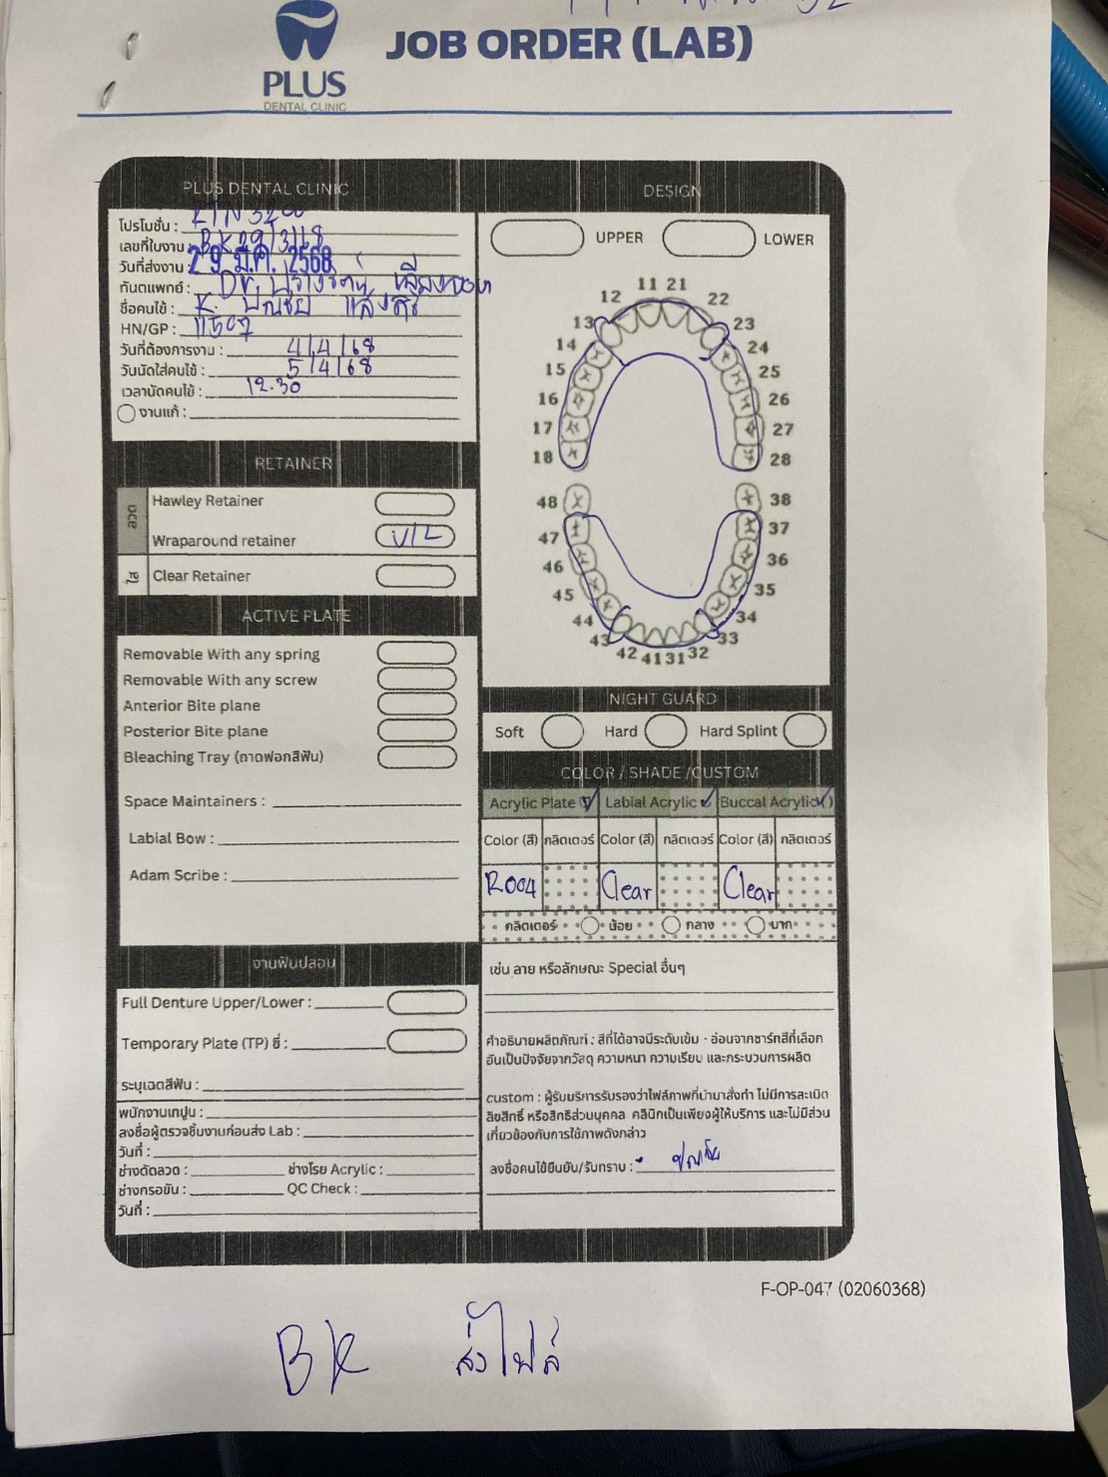 PLUS
DENTAL CLINIC
JOB ORDER (LAB)
PLUS DENTAL CLINIC
โปรโมชั่น :
เลขที่ใบงาน : BK 29/3/68
วันที่ส่งงาน : 29 มี.ค. 2568
ทันตแพทย์ : Dr.
ชื่อคนไข้ : K.
HN/GP : 11507
วันที่ต้องการงาน : 4/4/68
วันนัดใส่คนไข้ : 5/4/68
เวลานัดคนไข้ : 12.30
งานแก้ :
RETAINER
ลวด
Hawley Retainer
Wraparound retainer U/L
ใส
Clear Retainer
ACTIVE PLATE
Removable With any spring
Removable With any screw
Anterior Bite plane
Posterior Bite plane
Bleaching Tray (ถาดฟอกสีฟัน)
Space Maintainers :
Labial Bow :
Adam Scribe :
งานฟันปลอม
Full Denture Upper/Lower :
Temporary Plate (TP) ซี่ :
ระบุเฉดสีฟัน :
พนักงานเทปูน :
ลงชื่อผู้ตรวจชิ้นงานก่อนส่ง Lab :
วันที่ :
ช่างดัดลวด : ช่างโรย Acrylic :
ช่างกรอขัน : QC Check :
วันที่ :
DESIGN
UPPER LOWER
11 21
12 22
13 23
14 24
15 25
16 26
17 27
18 28
48 38
47 37
46 36
45 35
44 34
43 33
42 41 31 32
NIGHT GUARD
Soft Hard Hard Splint
COLOR / SHADE /CUSTOM
Acrylic Plate (✓) Labial Acrylic ✓ Buccal Acrylic (✓)
Color (สี) กลิตเตอร์ Color (สี) กลิตเตอร์ Color (สี) กลิตเตอร์
R004 Clear Clear
กลิตเตอร์ น้อย กลาง มาก
เช่น ลาย หรือลักษณะ Special อื่นๆ
คำอธิบายผลิตภัณฑ์ : สีที่ได้อาจมีระดับเข้ม - อ่อนจากชาร์ทสีที่เลือก
อันเป็นปัจจัยจากวัสดุ ความหนา ความเรียบ และกระบวนการผลิต
custom : ผู้รับบริการรับรองว่าไฟล์ภาพที่นำมาสั่งทำ ไม่มีการละเมิด
ลิขสิทธิ์ หรือสิทธิส่วนบุคคล คลินิกเป็นเพียงผู้ให้บริการ และไม่มีส่วน
เกี่ยวข้องกับการใช้ภาพดังกล่าว
ลงชื่อคนไข้ยืนยัน/รับทราบ :
F-OP-047 (02060368)
BK ส่งไฟล์